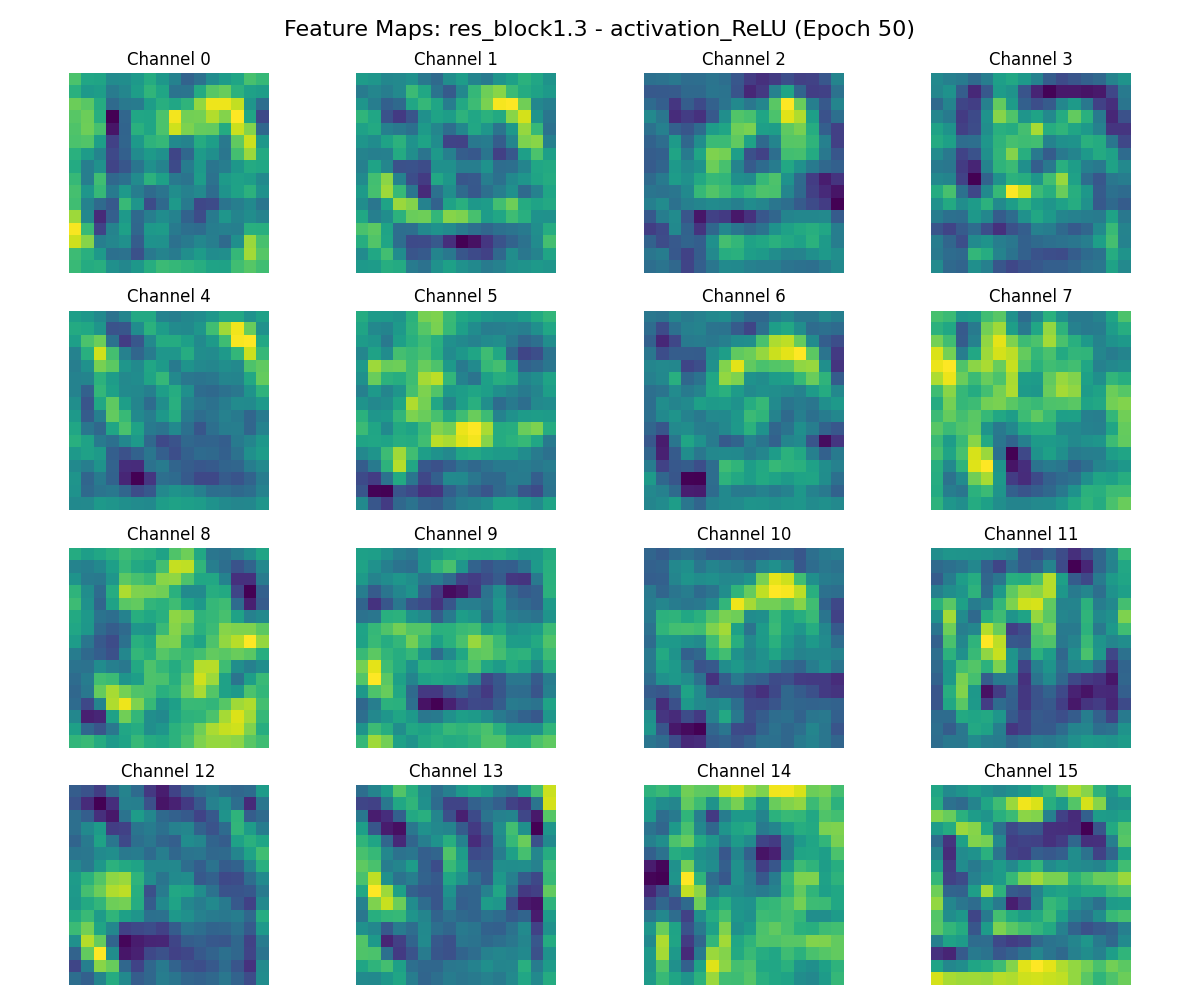 Feature Maps: res_block1.3 - activation_ReLU (Epoch 50)
Channel 0
Channel 1
Channel 2
Channel 3
Channel 4
Channel 5
Channel 6
Channel 7
Channel 8
Channel 9
Channel 10
Channel 11
Channel 12
Channel 13
Channel 14
Channel 15